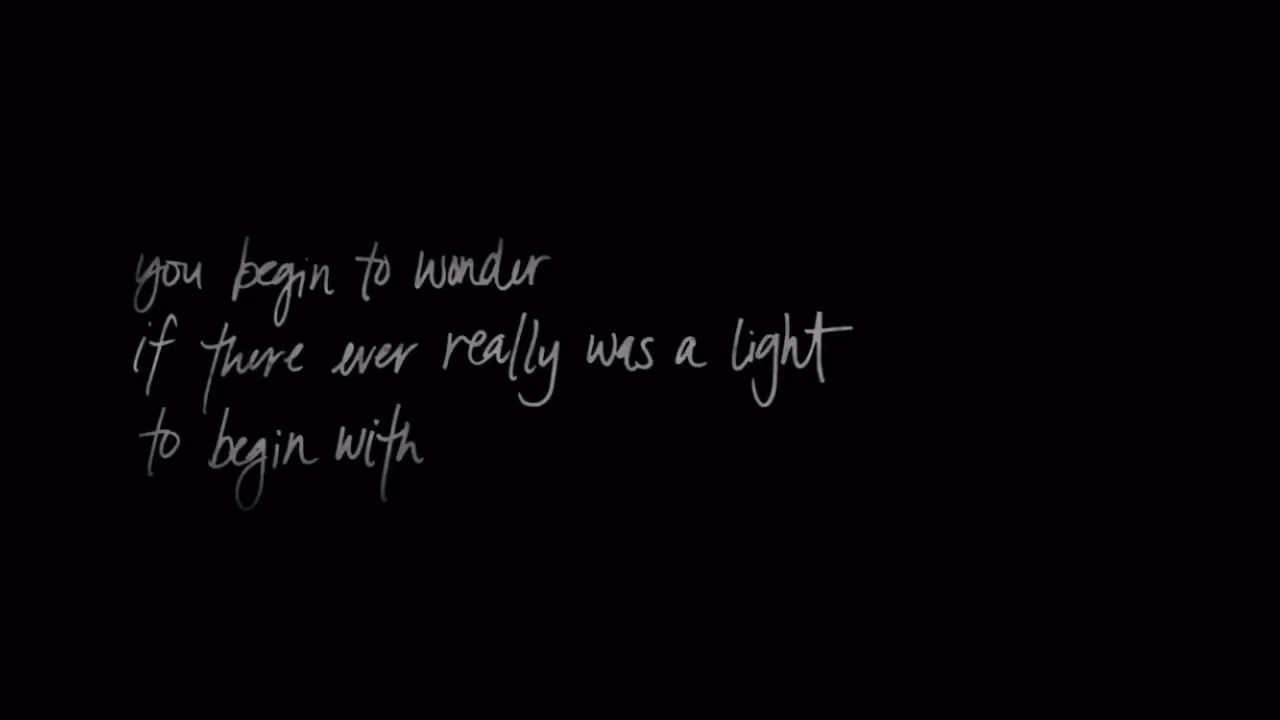 you begin to wonder
if there ever really was a light
to begin with